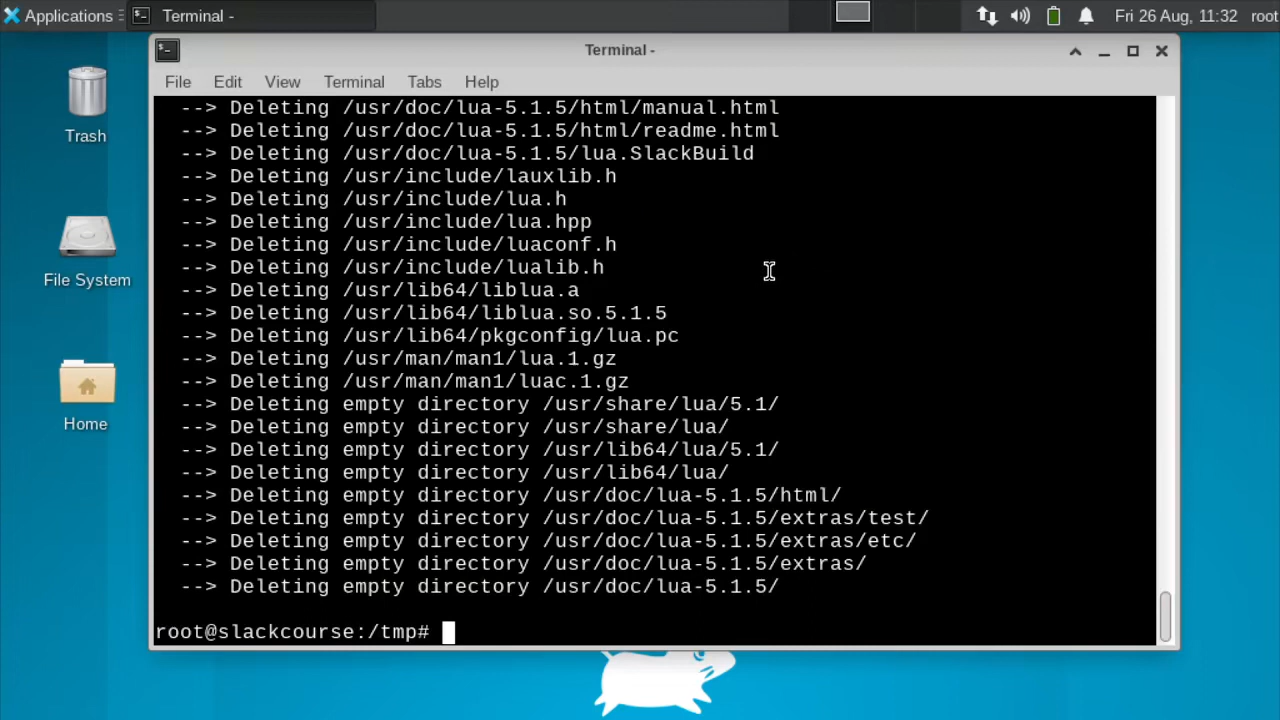 Applications
Terminal -
Fri 26 Aug, 11:32
root
Trash
File System
Home
Terminal -
File Edit View Terminal Tabs Help
--> Deleting /usr/doc/lua-5.1.5/html/manual.html
--> Deleting /usr/doc/lua-5.1.5/html/readme.html
--> Deleting /usr/doc/lua-5.1.5/lua.SlackBuild
--> Deleting /usr/include/lauxlib.h
--> Deleting /usr/include/lua.h
--> Deleting /usr/include/lua.hpp
--> Deleting /usr/include/luaconf.h
--> Deleting /usr/include/lualib.h
--> Deleting /usr/lib64/liblua.a
--> Deleting /usr/lib64/liblua.so.5.1.5
--> Deleting /usr/lib64/pkgconfig/lua.pc
--> Deleting /usr/man/man1/lua.1.gz
--> Deleting /usr/man/man1/luac.1.gz
--> Deleting empty directory /usr/share/lua/5.1/
--> Deleting empty directory /usr/share/lua/
--> Deleting empty directory /usr/lib64/lua/5.1/
--> Deleting empty directory /usr/lib64/lua/
--> Deleting empty directory /usr/doc/lua-5.1.5/html/
--> Deleting empty directory /usr/doc/lua-5.1.5/extras/test/
--> Deleting empty directory /usr/doc/lua-5.1.5/extras/etc/
--> Deleting empty directory /usr/doc/lua-5.1.5/extras/
--> Deleting empty directory /usr/doc/lua-5.1.5/
root@slackcourse:/tmp#